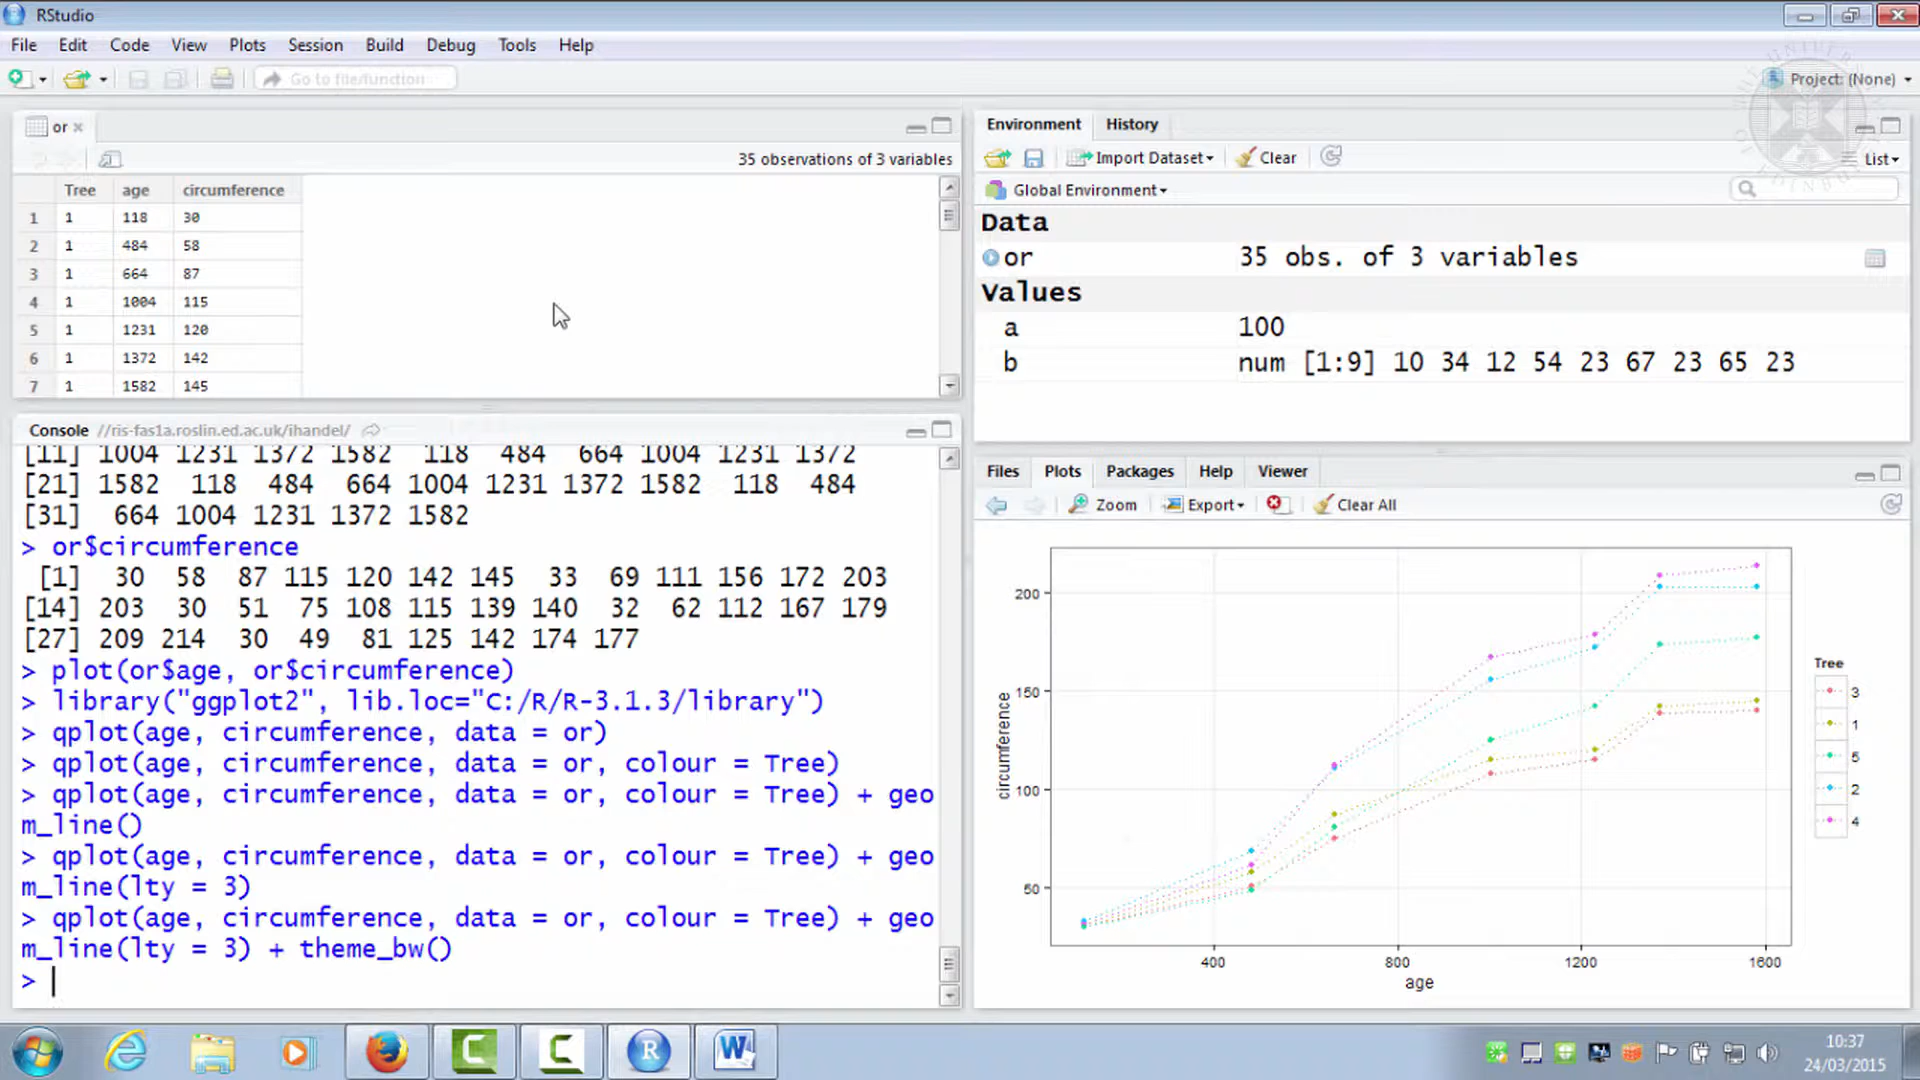 RStudio
File Edit Code View Plots Session Build Debug Tools Help
Go to file/function
Project: (None)
or
35 observations of 3 variables
Tree age circumference
1 1 118 30
2 1 484 58
3 1 664 87
4 1 1004 115
5 1 1231 120
6 1 1372 142
7 1 1582 145
Console //ris-fas1a.roslin.ed.ac.uk/ihandel/
[11] 1004 1231 1372 1582 118 484 664 1004 1231 1372
[21] 1582 118 484 664 1004 1231 1372 1582 118 484
[31] 664 1004 1231 1372 1582
> or$circumference
[1] 30 58 87 115 120 142 145 33 69 111 156 172 203
[14] 203 30 51 75 108 115 139 140 32 62 112 167 179
[27] 209 214 30 49 81 125 142 174 177
> plot(or$age, or$circumference)
> library("ggplot2", lib.loc="C:/R/R-3.1.3/library")
> qplot(age, circumference, data = or)
> qplot(age, circumference, data = or, colour = Tree)
> qplot(age, circumference, data = or, colour = Tree) + geo
m_line()
> qplot(age, circumference, data = or, colour = Tree) + geo
m_line(lty = 3)
> qplot(age, circumference, data = or, colour = Tree) + geo
m_line(lty = 3) + theme_bw()
>
Environment History
Import Dataset Clear List
Global Environment
Data
or 35 obs. of 3 variables
Values
a 100
b num [1:9] 10 34 12 54 23 67 23 65 23
Files Plots Packages Help Viewer
Zoom Export Clear All
200
150
100
50
circumference
400 800 1200 1600
age
Tree
3
1
5
2
4
10:37
24/03/2015